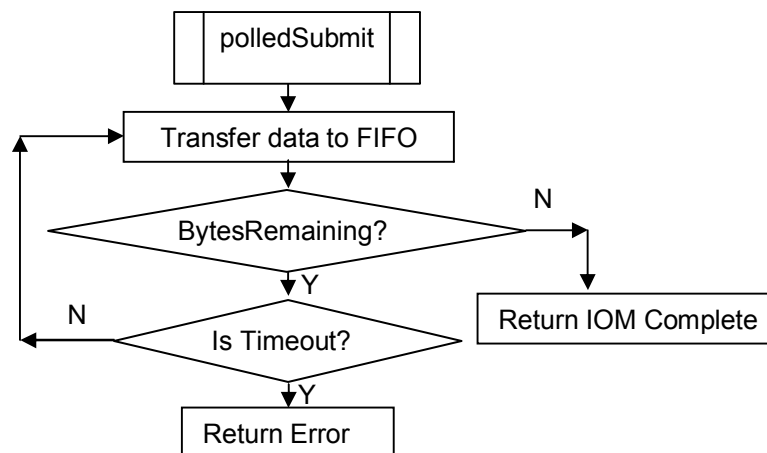 polledSubmit
Transfer data to FIFO
BytesRemaining?
N
Y
Return IOM Complete
N
Is Timeout?
Y
Return Error